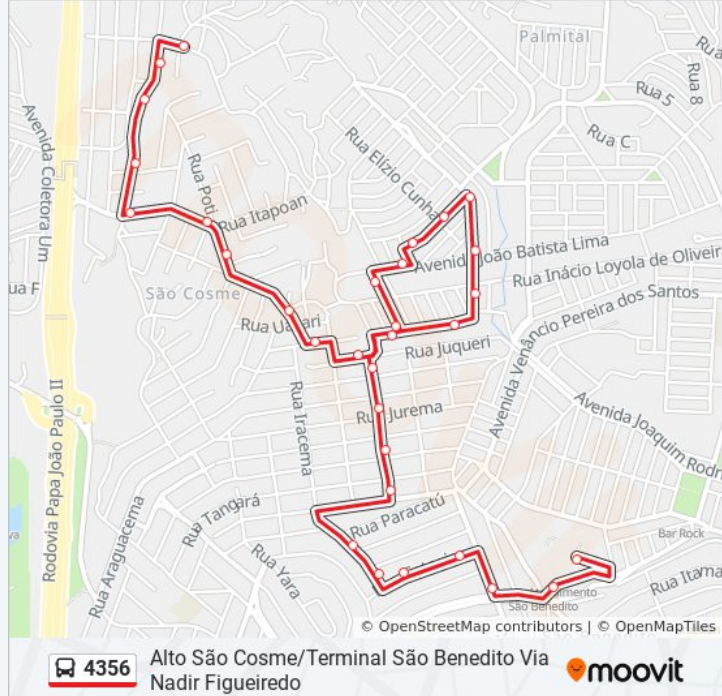 Palmital
Rua 5
Rua 8
Rua C
Avenida Coletora Um
Rua Elízio Cunha
Rua Poti
Rua Itapoan
Avenida João Batista Lima
Rua Inácio Loyola de Oliveir
ua F
São Cosme
Avenida Venâncio Pereira dos Santos
Rua Juqueri
Rodovia Papa João Paulo II
Rua Iracema
Rua Jurema
Avenida Joaquim Rodr
Rua Tangará
Rua Paracatú
Rua Araguacema
Rua Yara
Bar Rock
Rua Itama
São Benedito
© OpenStreetMap contributors | © OpenMapTiles
4356
Alto São Cosme/Terminal São Benedito Via
Nadir Figueiredo
moovit